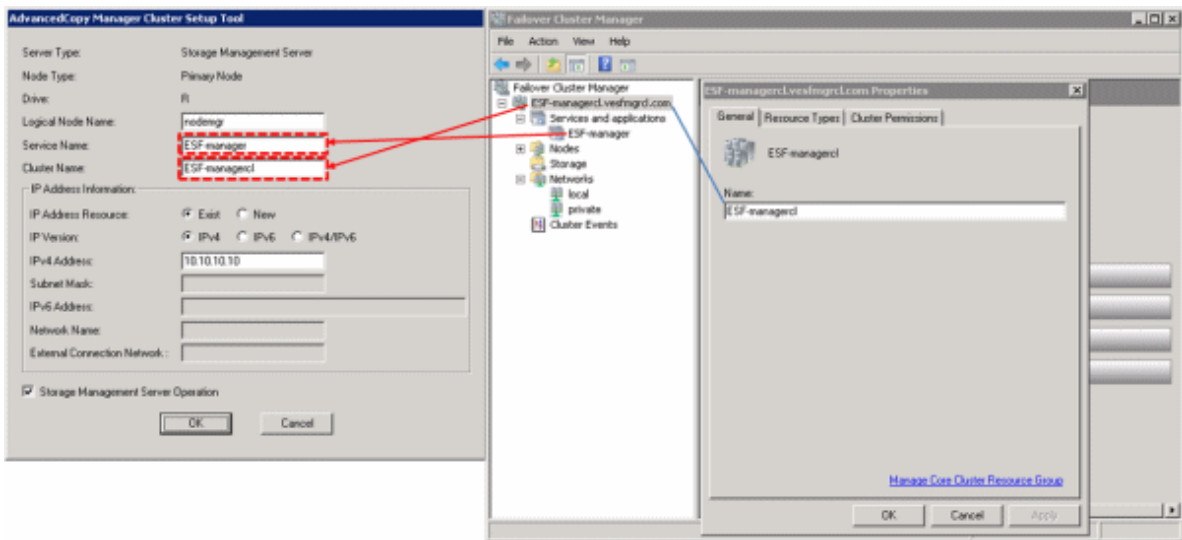 AdvancedCopy Manager Cluster Setup Tool
Server Type: Storage Management Server
Node Type: Primary Node
Drive: R
Logical Node Name: nodemgr
Service Name: ESF-manager
Cluster Name: ESF-managercl
IP Address Information:
IP Address Resource: Exist New
IP Version: IPv4 IPv6 IPv4/IPv6
IPv4 Address: 10.10.10.10
Subnet Mask:
IPv6 Address:
Network Name:
External Connection Network :
Storage Management Server Operation
OK Cancel
Failover Cluster Manager
File Action View Help
Failover Cluster Manager
ESF-managercl.vesfmgrcl.com
Services and applications
ESF-manager
Nodes
Storage
Networks
local
private
Cluster Events
ESF-managercl.vesfmgrcl.com Properties
General Resource Types Cluster Permissions
ESF-managercl
Name:
ESF-managercl
Manage Core Cluster Resource Group
OK Cancel Apply